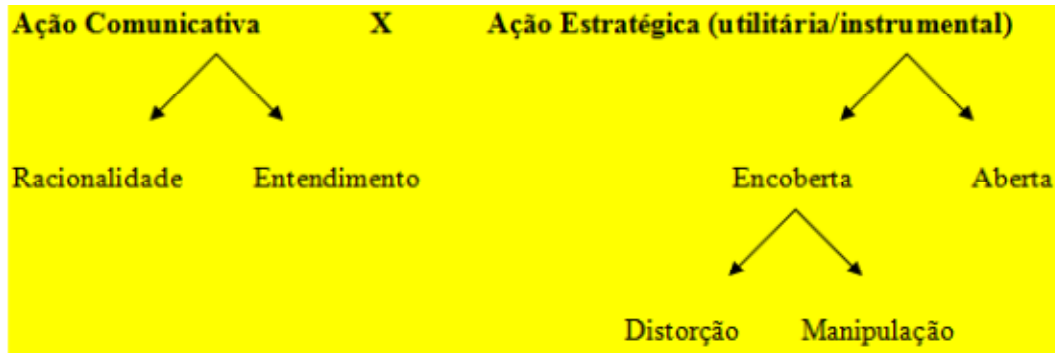 Ação Comunicativa X Ação Estratégica (utilitária/instrumental)
Racionalidade Entendimento Encoberta Aberta
Distorção Manipulação